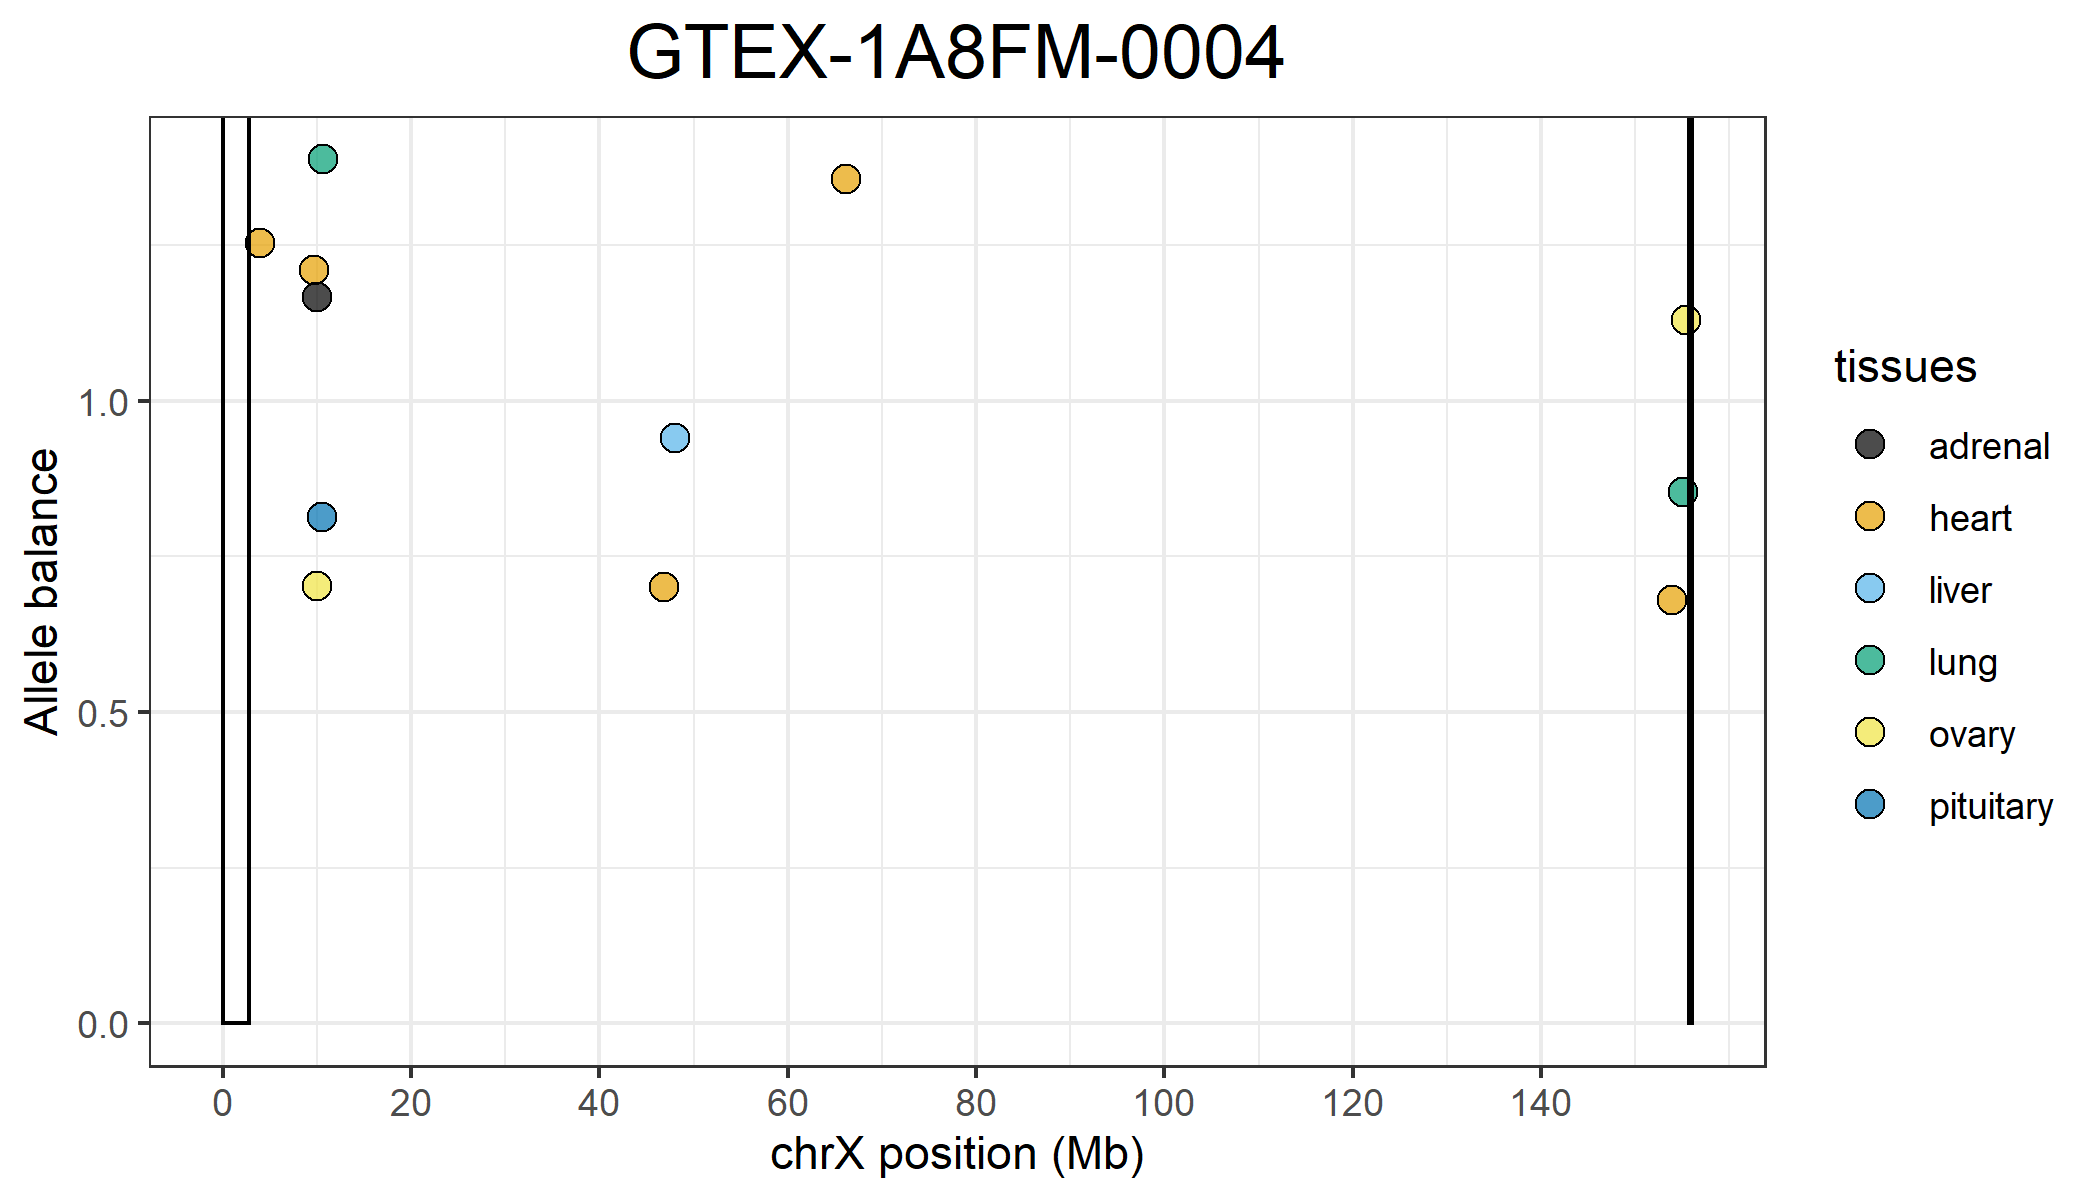 GTEX-1A8FM-0004
Allele balance
1.0
0.5
0.0
0 20 40 60 80 100 120 140
chrX position (Mb)
tissues
adrenal
heart
liver
lung
ovary
pituitary